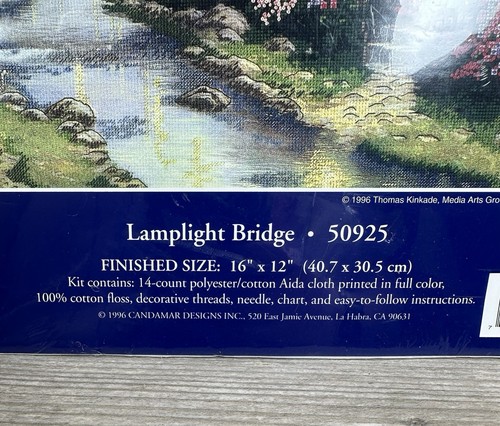 © 1996 Thomas Kinkade, Media Arts Gro
Lamplight Bridge • 50925
FINISHED SIZE: 16" x 12" (40.7 x 30.5 cm)
Kit contains: 14-count polyester/cotton Aida cloth printed in full color,
100% cotton floss, decorative threads, needle, chart, and easy-to-follow instructions.
© 1996 CANDAMAR DESIGNS INC., 520 East Jamie Avenue, La Habra, CA 90631
7